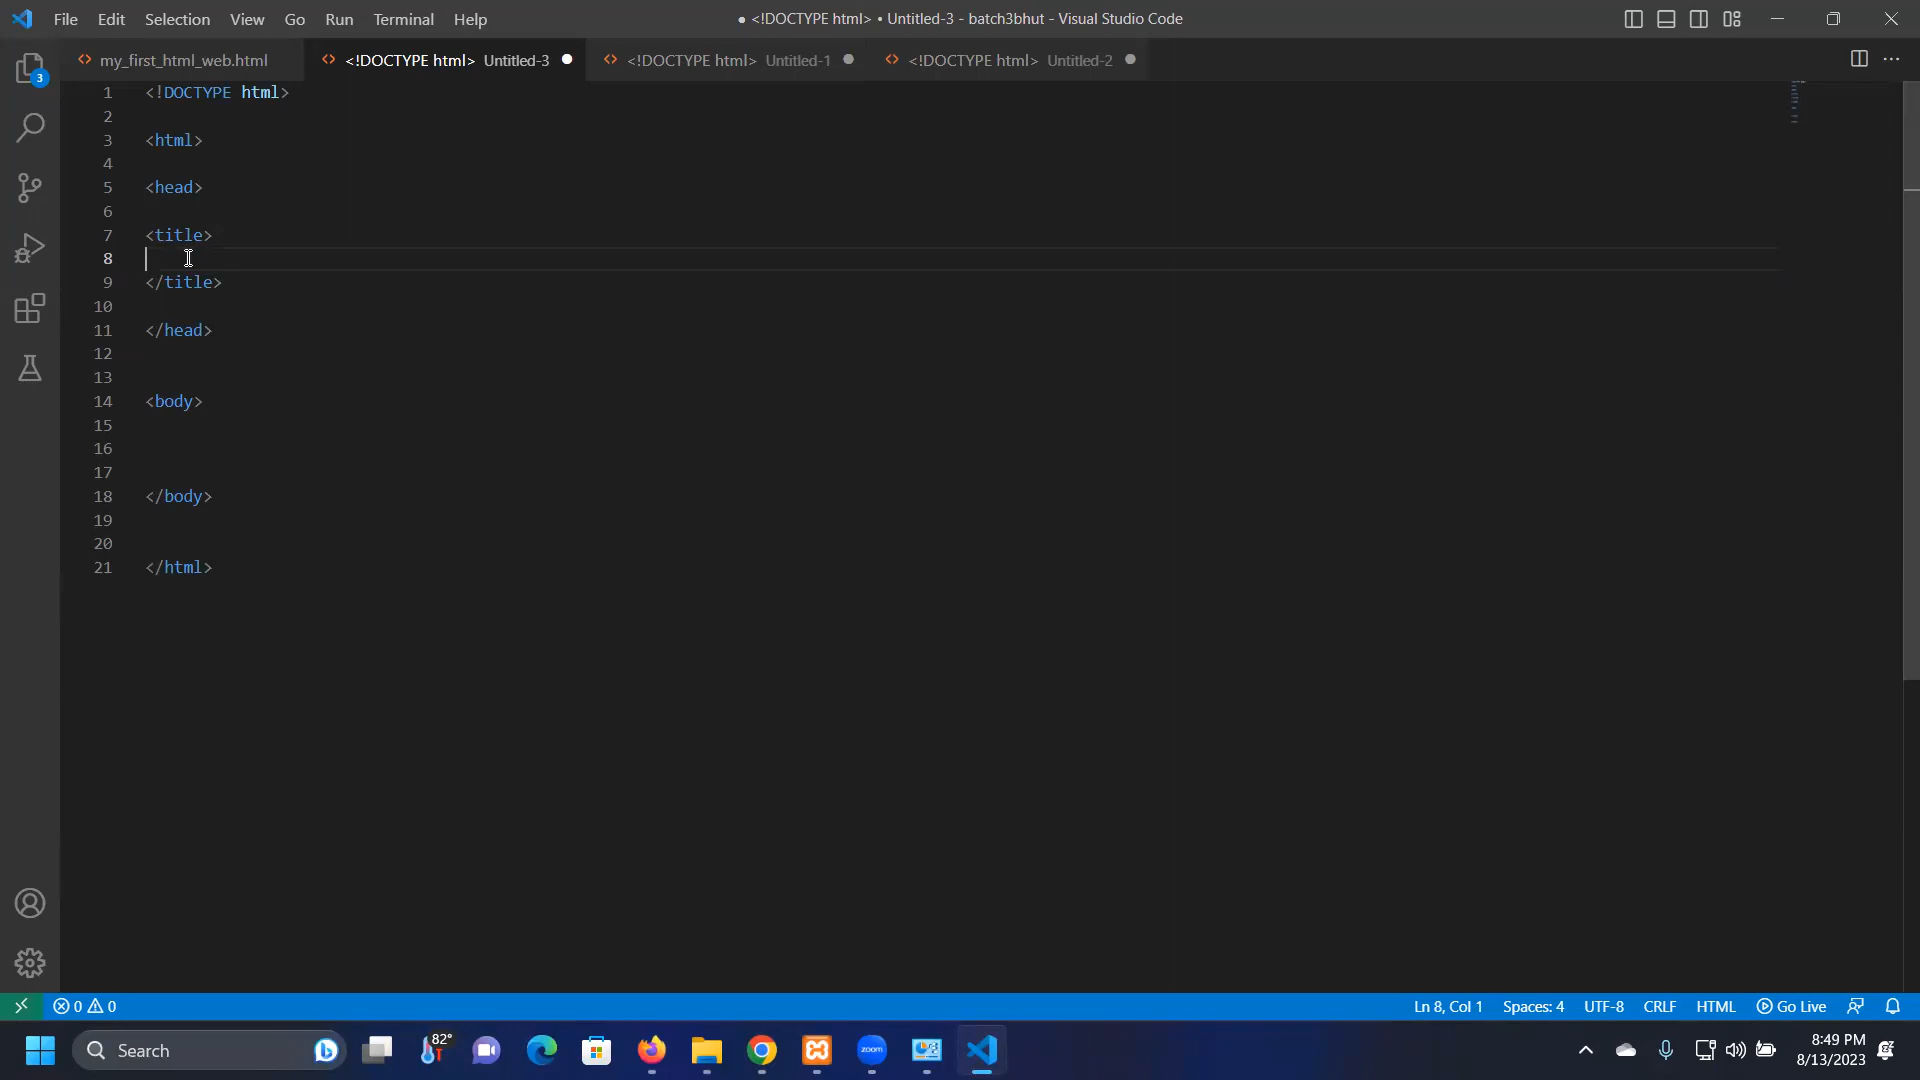 File Edit Selection View Go Run Terminal Help
● <!DOCTYPE html> • Untitled-3 - batch3bhut - Visual Studio Code
3
<> my_first_html_web.html
<> <!DOCTYPE html> Untitled-3 ●
<> <!DOCTYPE html> Untitled-1 ●
<> <!DOCTYPE html> Untitled-2 ●
1 <!DOCTYPE html>
2
3 <html>
4
5 <head>
6
7 <title>
8
9 </title>
10
11 </head>
12
13
14 <body>
15
16
17
18 </body>
19
20
21 </html>
0 0
Ln 8, Col 1 Spaces: 4 UTF-8 CRLF HTML Go Live
Search
82°
zoom
8:49 PM
8/13/2023